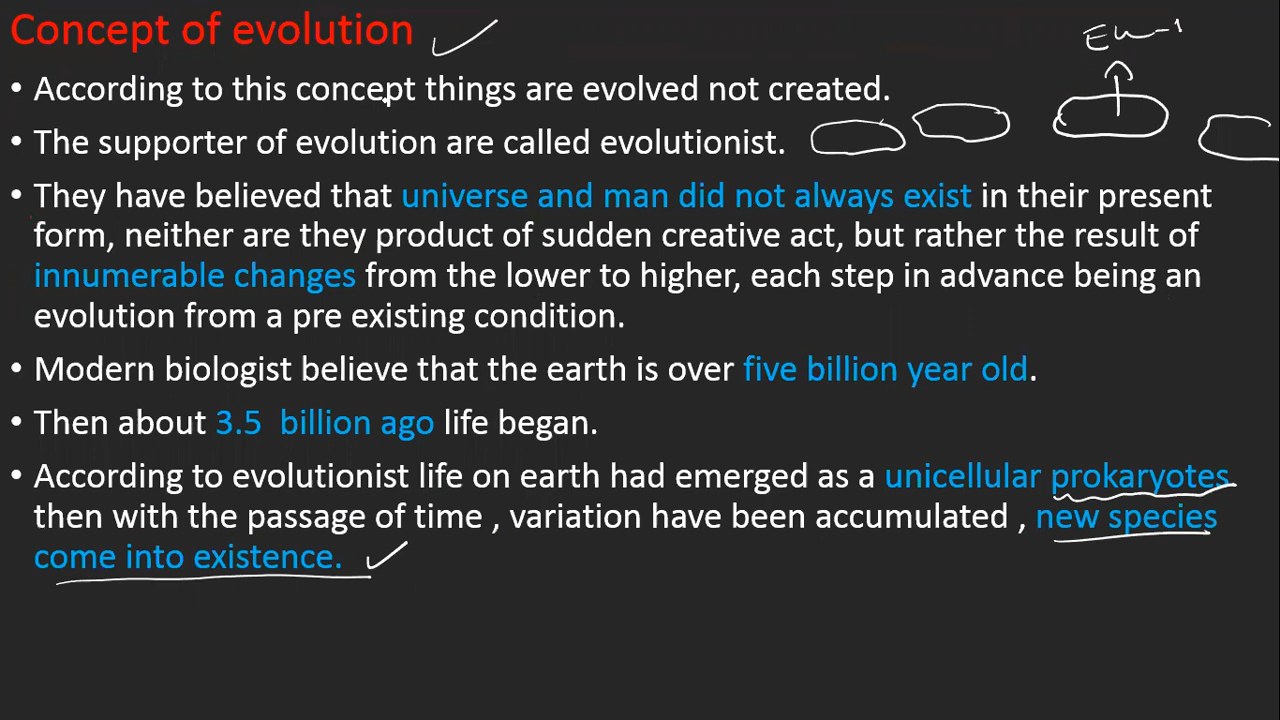 Concept of evolution
• According to this concept things are evolved not created.
• The supporter of evolution are called evolutionist.
• They have believed that universe and man did not always exist in their present
form, neither are they product of sudden creative act, but rather the result of
innumerable changes from the lower to higher, each step in advance being an
evolution from a pre existing condition.
• Modern biologist believe that the earth is over five billion year old.
• Then about 3.5 billion ago life began.
• According to evolutionist life on earth had emerged as a unicellular prokaryotes
then with the passage of time , variation have been accumulated , new species
come into existence.